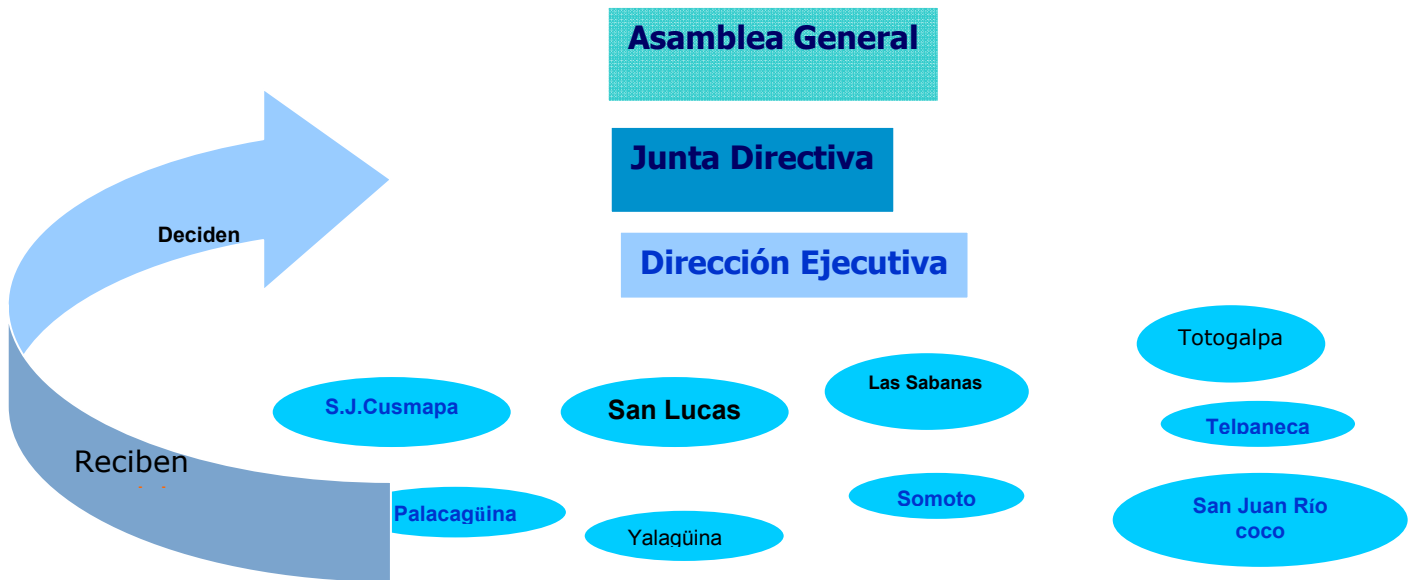 Asamblea General
Junta Directiva
Deciden
Dirección Ejecutiva
Totogalpa
Las Sabanas
S.J.Cusmapa
San Lucas
Telpaneca
Reciben
Somoto
Palacagüina
San Juan Río
coco
Yalagüina